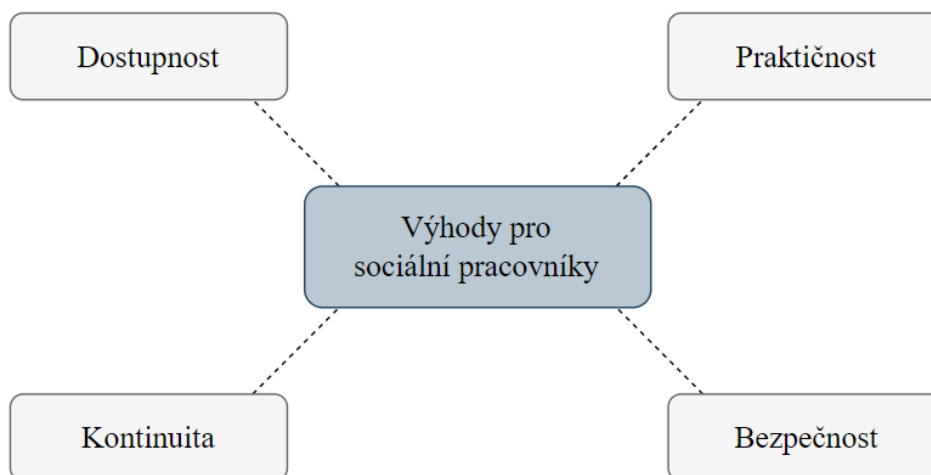 Dostupnost
Praktičnost
Výhody pro
sociální pracovníky
Kontinuita
Bezpečnost